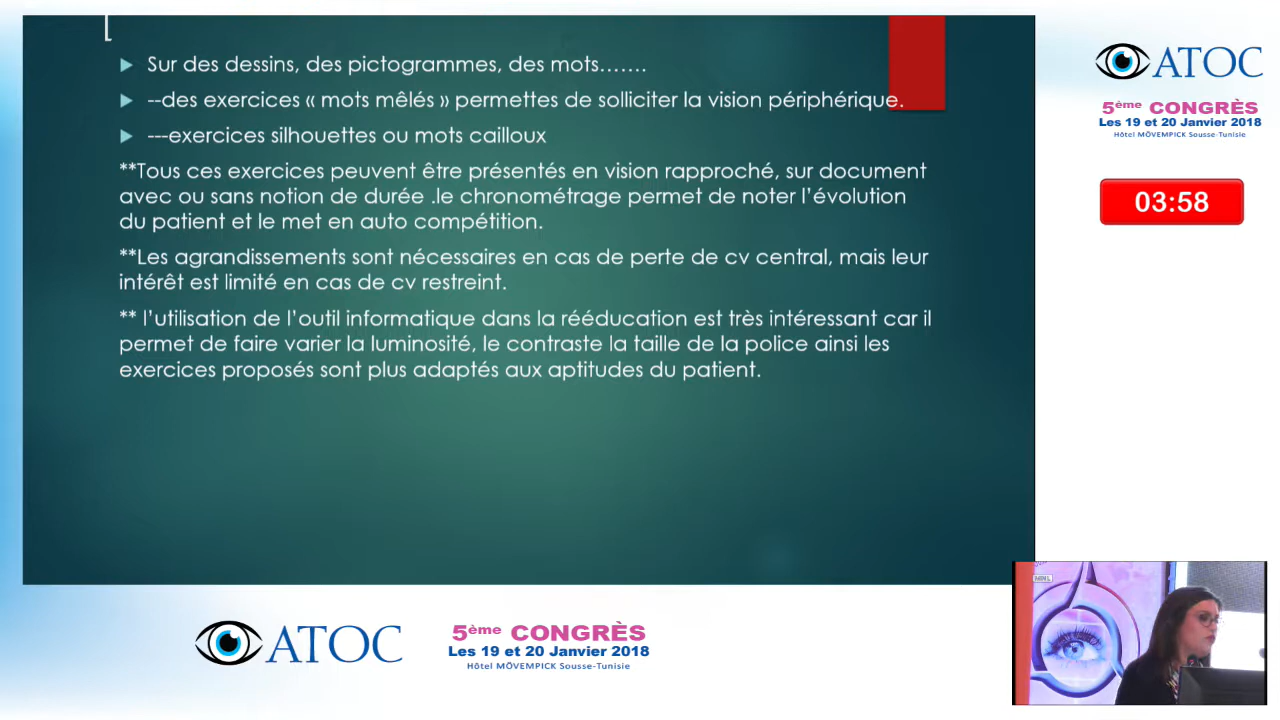 Sur des dessins, des pictogrammes, des mots…….
--des exercices « mots mêlés » permettes de solliciter la vision périphérique.
---exercices silhouettes ou mots cailloux
**Tous ces exercices peuvent être présentés en vision rapproché, sur document
avec ou sans notion de durée .le chronométrage permet de noter l’évolution
du patient et le met en auto compétition.
**Les agrandissements sont nécessaires en cas de perte de cv central, mais leur
intérêt est limité en cas de cv restreint.
** l’utilisation de l’outil informatique dans la rééducation est très intéressant car il
permet de faire varier la luminosité, le contraste la taille de la police ainsi les
exercices proposés sont plus adaptés aux aptitudes du patient.
ATOC
5ème CONGRÈS
Les 19 et 20 Janvier 2018
Hôtel MÖVEMPICK Sousse-Tunisie
03:58
ATOC
5ème CONGRÈS
Les 19 et 20 Janvier 2018
Hôtel MÖVEMPICK Sousse-Tunisie